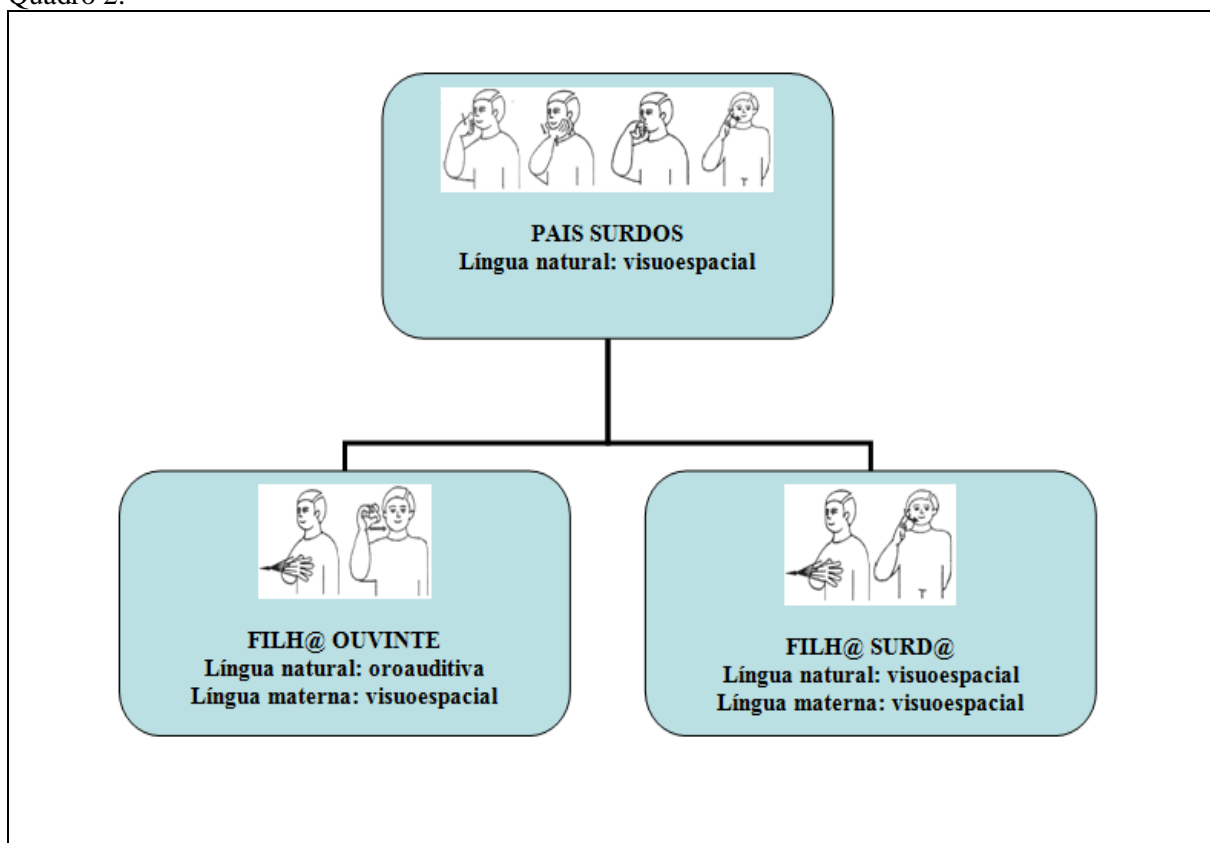 Quadro 2:
PAIS SURDOS
Língua natural: visuoespacial
FILH@ OUVINTE
Língua natural: oroauditiva
Língua materna: visuoespacial
FILH@ SURD@
Língua natural: visuoespacial
Língua materna: visuoespacial